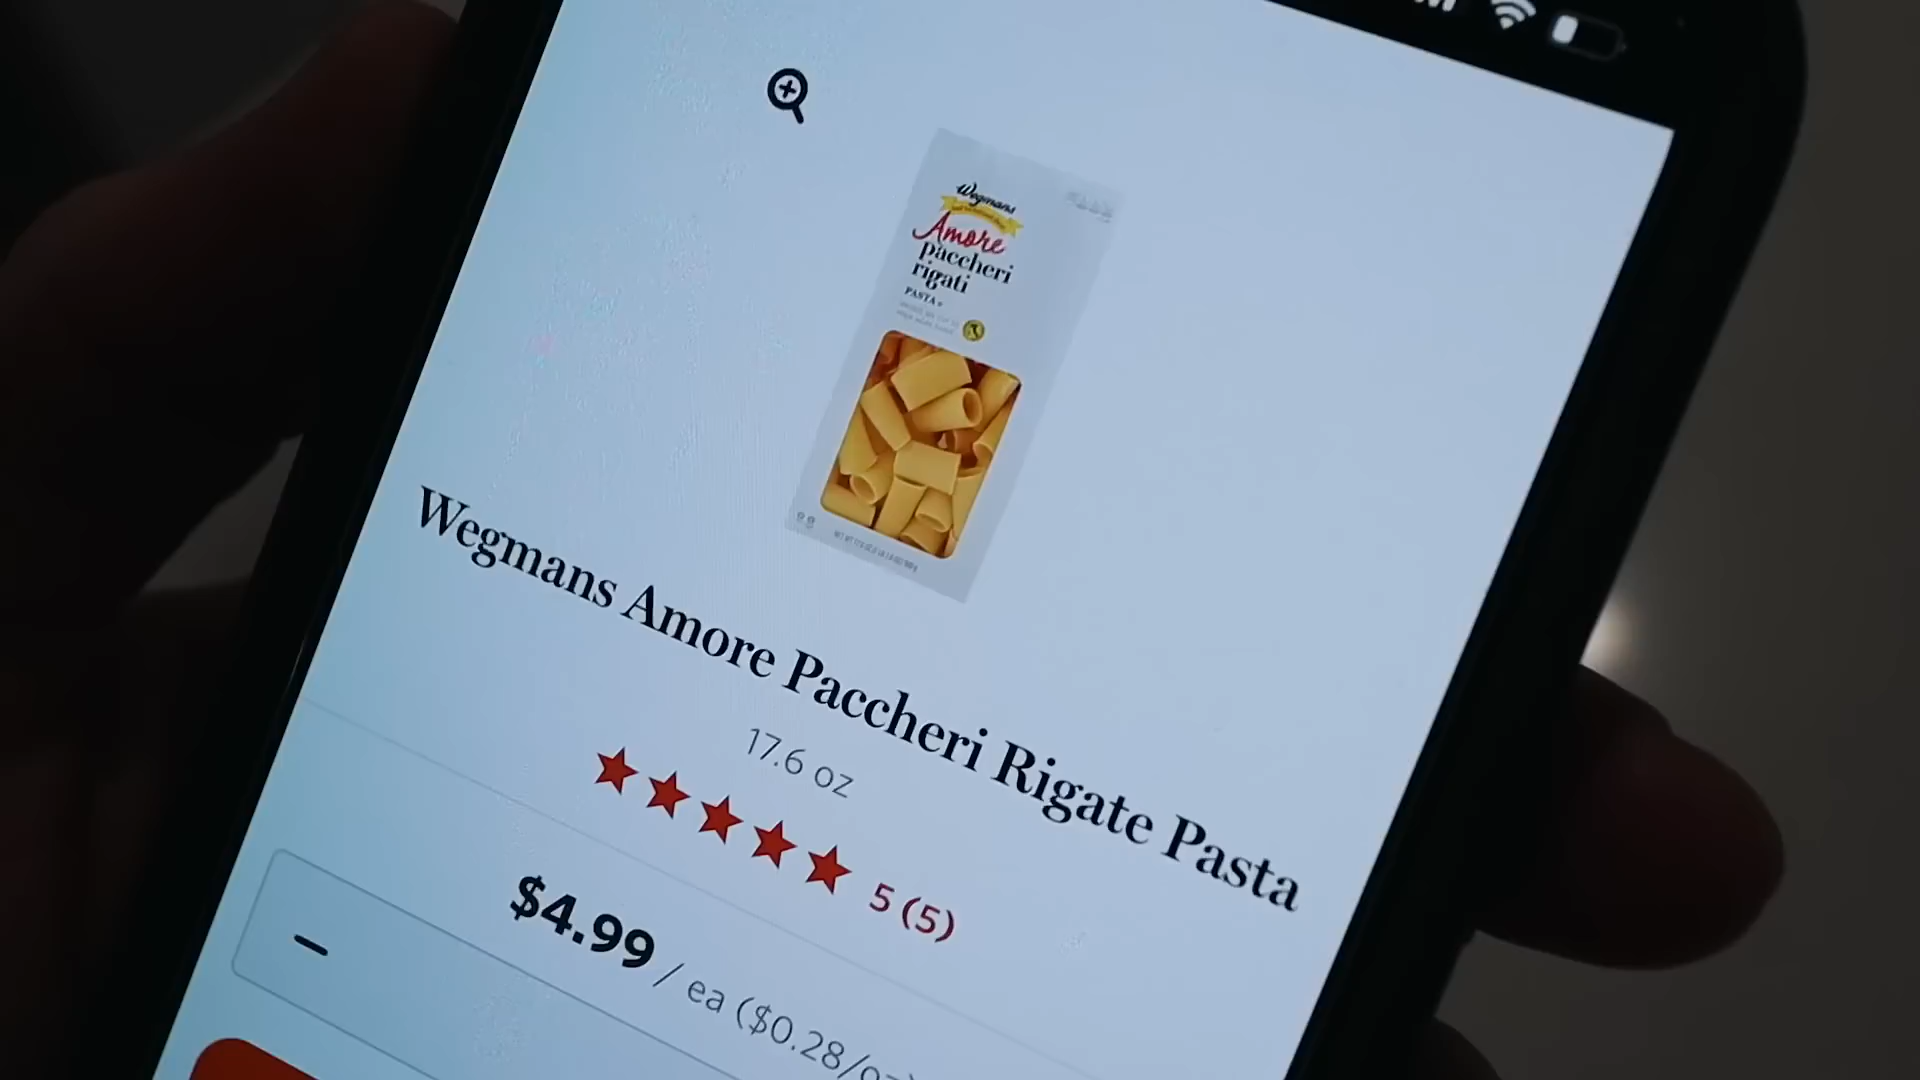 Wegmans
Amore
paccheri
rigati
PASTA
Wegmans Amore Paccheri Rigate Pasta
17.6 oz
5 (5)
$4.99 / ea ($0.28/oz)